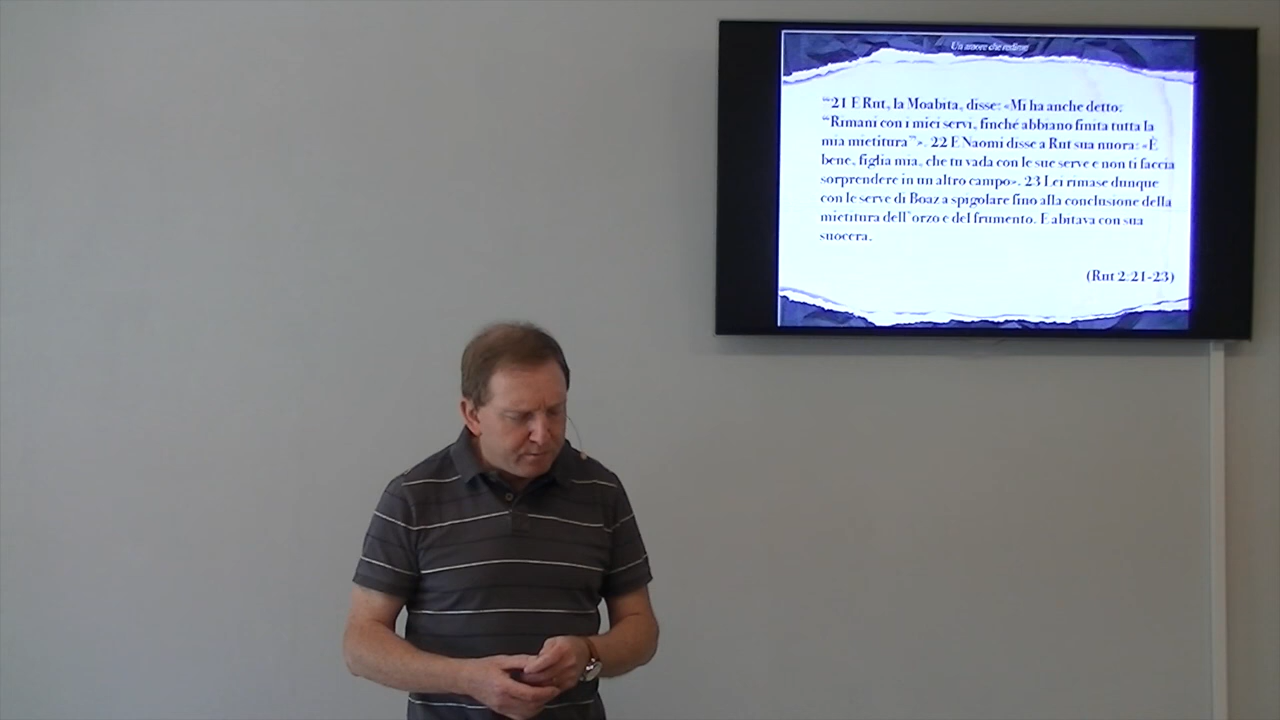 Un amore che redime
“21 E Rut, la Moabita, disse: «Mi ha anche detto:
“Rimani con i miei servi, finché abbiano finita tutta la
mia mietitura”». 22 E Naomi disse a Rut sua nuora: «È
bene, figlia mia, che tu vada con le sue serve e non ti faccia
sorprendere in un altro campo». 23 Lei rimase dunque
con le serve di Boaz a spigolare fino alla conclusione della
mietitura dell’orzo e del frumento. E abitava con sua
suocera.
(Rut 2:21-23)